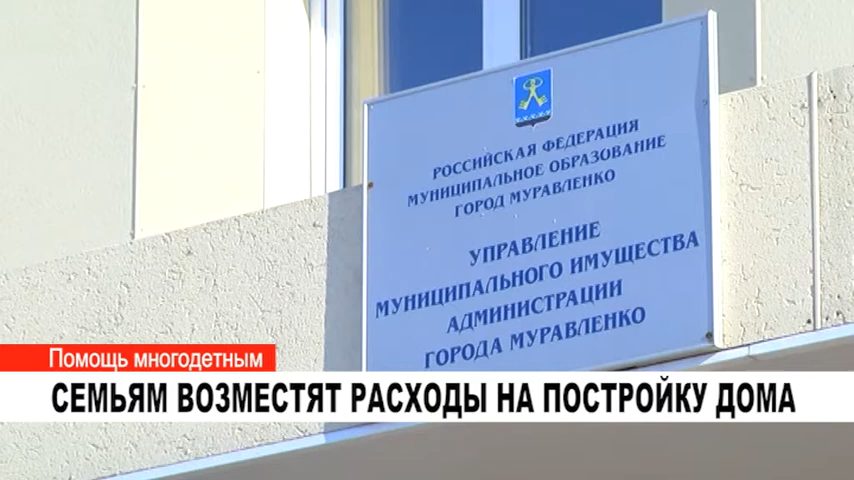 РОССИЙСКАЯ ФЕДЕРАЦИЯ
МУНИЦИПАЛЬНОЕ ОБРАЗОВАНИЕ
ГОРОД МУРАВЛЕНКО
УПРАВЛЕНИЕ
МУНИЦИПАЛЬНОГО ИМУЩЕСТВА
АДМИНИСТРАЦИИ
ГОРОДА МУРАВЛЕНКО
Помощь многодетным
СЕМЬЯМ ВОЗМЕСТЯТ РАСХОДЫ НА ПОСТРОЙКУ ДОМА